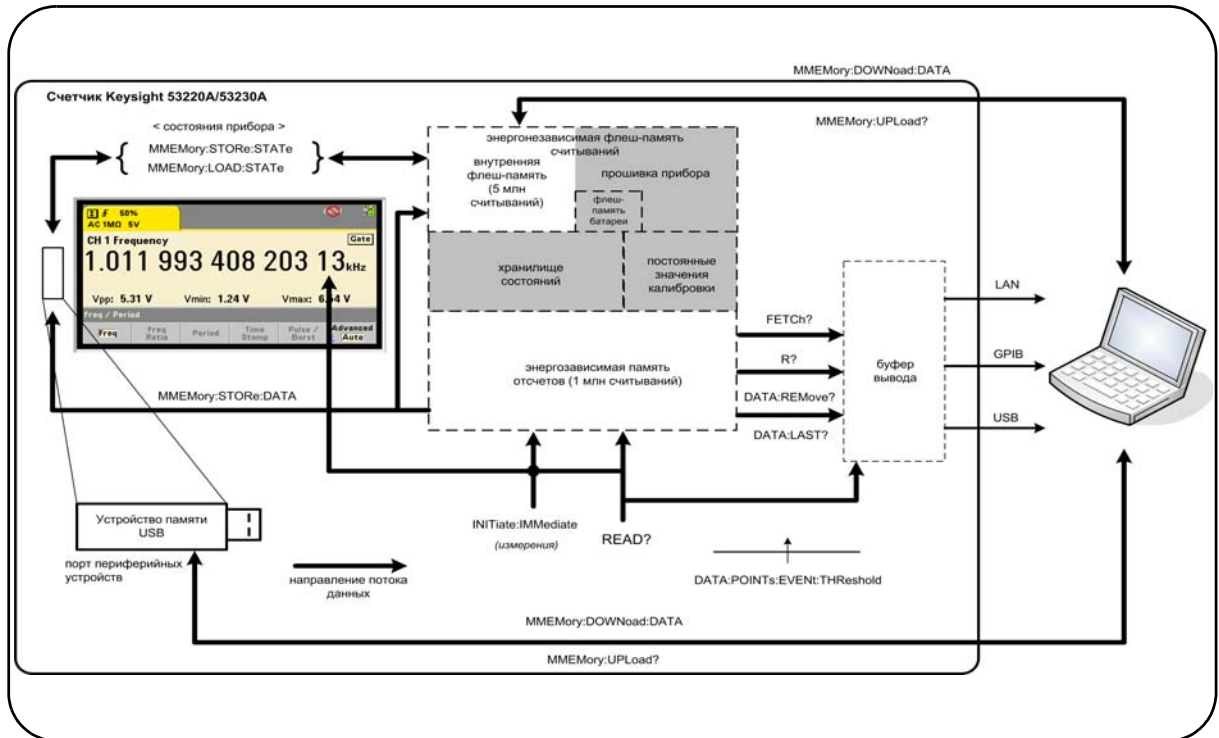 MMEMory:DOWNoad:DATA
Счетчик Keysight 53220A/53230A
MMEMory:UPLoad?
< состояния прибора >
MMEMory:STORe:STATe
MMEMory:LOAD:STATe
энергонезависимая флеш-память
считываний
внутренняя
флеш-память
(5 млн
считываний)
прошивка прибора
флеш-
память
батареи
хранилище
состояний
постоянные
значения
калибровки
50%
AC 1MΩ 5V
CH 1 Frequency
Gate
1.011 993 408 203 13kHz
Vpp: 5.31 V Vmin: 1.24 V Vmax: 6.54 V
Freq / Period
Freq
Freq
Ratio
Period
Time
Stamp
Pulse /
Burst
Advanced
Auto
энергозависимая память
отсчетов (1 млн считываний)
FETCh?
R?
DATA:REMove?
DATA:LAST?
буфер
вывода
LAN
GPIB
USB
MMEMory:STORe:DATA
Устройство памяти
USB
порт периферийных
устройств
направление потока
данных
INITiate:IMMediate
(измерения)
READ?
DATA:POINTs:EVENt:THReshold
MMEMory:DOWNoad:DATA
MMEMory:UPLoad?